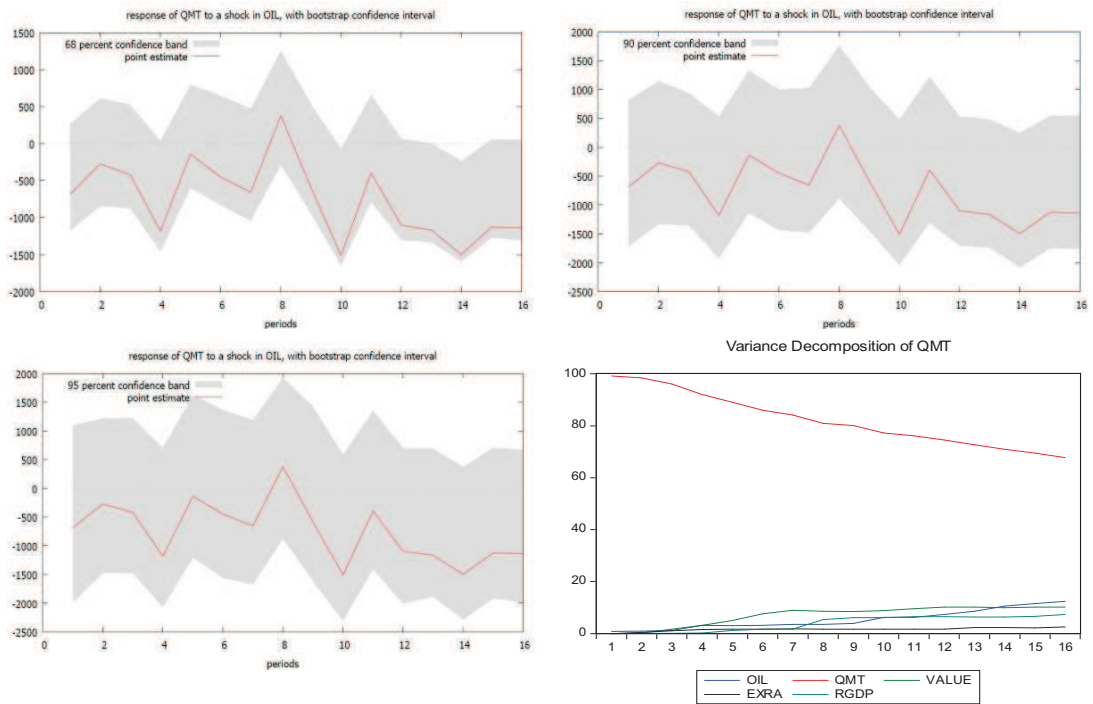 response of QMT to a shock in OIL, with bootstrap confidence interval
68 percent confidence band
point estimate
1500
1000
500
0
-500
-1000
-1500
-2000
0 2 4 6 8 10 12 14 16
periods
response of QMT to a shock in OIL, with bootstrap confidence interval
90 percent confidence band
point estimate
2000
1500
1000
500
0
-500
-1000
-1500
-2000
-2500
0 2 4 6 8 10 12 14 16
periods
response of QMT to a shock in OIL, with bootstrap confidence interval
95 percent confidence band
point estimate
2000
1500
1000
500
0
-500
-1000
-1500
-2000
-2500
0 2 4 6 8 10 12 14 16
periods
Variance Decomposition of QMT
100
80
60
40
20
0
1 2 3 4 5 6 7 8 9 10 11 12 13 14 15 16
OIL QMT VALUE
EXRA RGDP